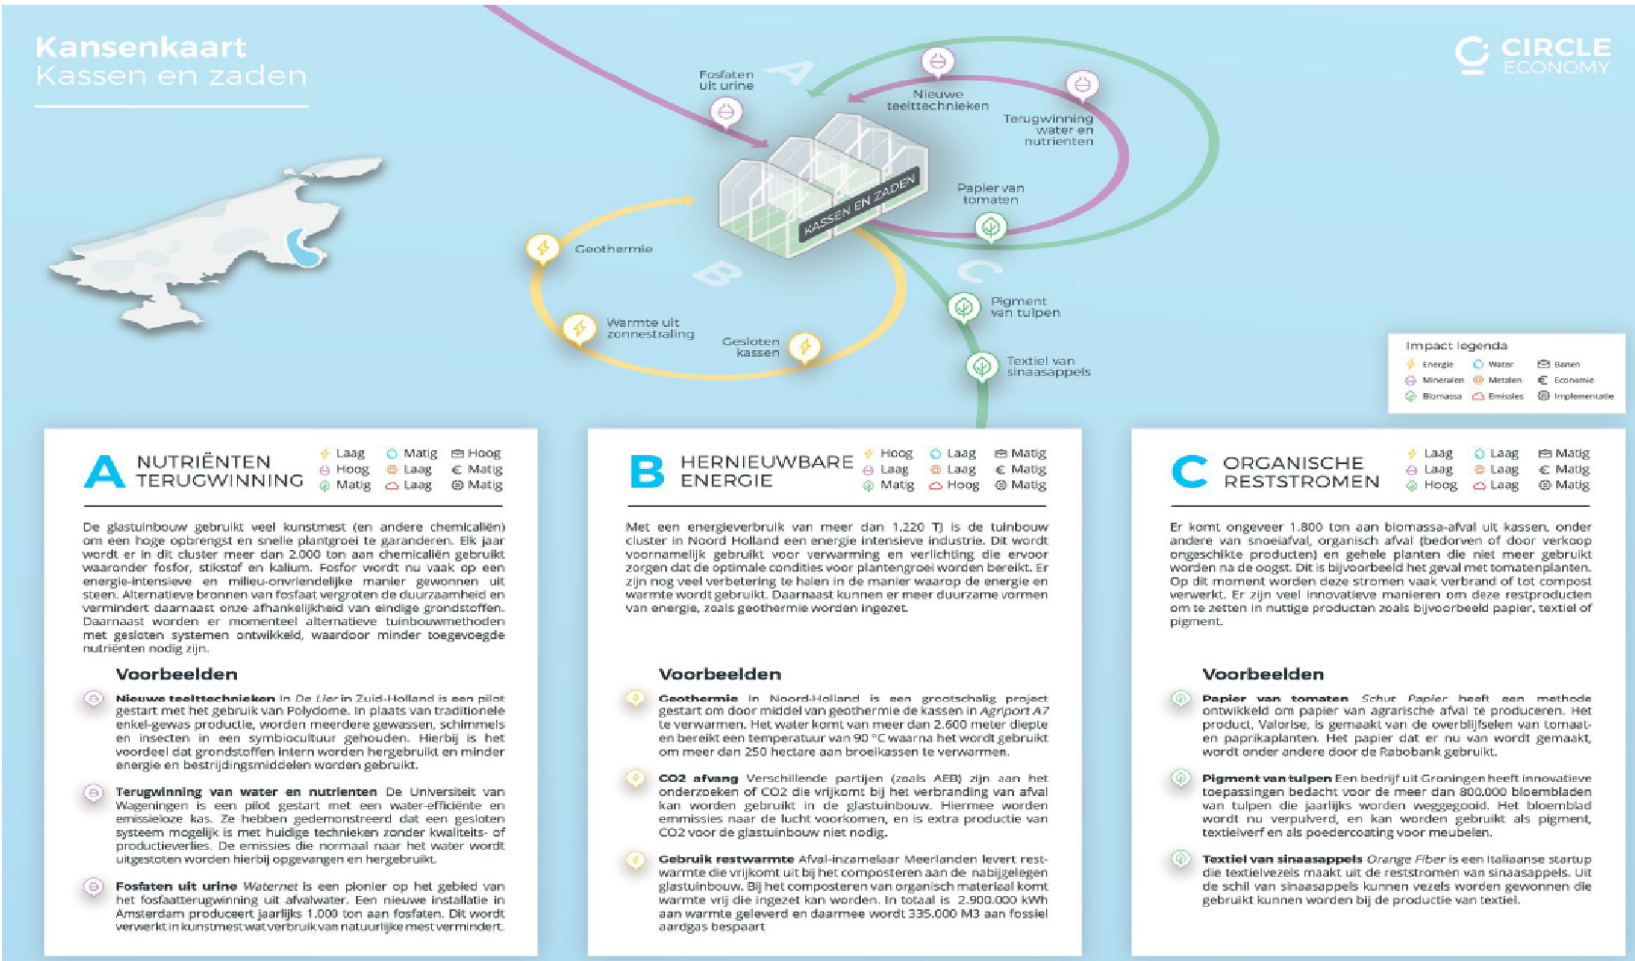 Kansenkaart
Kassen en zaden
CIRCLE
ECONOMY
A
B
C
Fosfaten
uit urine
Nieuwe
teelttechnieken
Terugwinning
water en
nutrienten
Papier van
tomaten
KASSEN EN ZADEN
Geothermie
Warmte uit
zonnestraling
Gesloten
kassen
Pigment
van tulpen
Textiel van
sinaasappels
Impact legenda
Energie Water Banen
Mineralen Metalen Economie
Biomassa Emissies Implementatie
A NUTRIËNTEN
TERUGWINNING
Laag Matig Hoog
Hoog Laag Matig
Matig Laag Matig
De glastuinbouw gebruikt veel kunstmest (en andere chemicaliën)
om een hoge opbrengst en snelle plantgroei te garanderen. Elk jaar
wordt er in dit cluster meer dan 2.000 ton aan chemicaliën gebruikt
waaronder fosfor, stikstof en kalium. Fosfor wordt nu vaak op een
energie-intensieve en milieu-onvriendelijke manier gewonnen uit
steen. Alternatieve bronnen van fosfaat vergroten de duurzaamheid en
vermindert daarnaast onze afhankelijkheid van eindige grondstoffen.
Daarnaast worden er momenteel alternatieve tuinbouwmethoden
met gesloten systemen ontwikkeld, waardoor minder toegevoegde
nutriënten nodig zijn.
Voorbeelden
Nieuwe teelttechnieken In De Lier in Zuid-Holland is een pilot
gestart met het gebruik van Polydome. In plaats van traditionele
enkel-gewas productie, worden meerdere gewassen, schimmels
en insecten in een symbiocultuur gehouden. Hierbij is het
voordeel dat grondstoffen intern worden hergebruikt en minder
energie en bestrijdingsmiddelen worden gebruikt.
Terugwinning van water en nutrienten De Universiteit van
Wageningen is een pilot gestart met een water-efficiënte en
emissieloze kas. Ze hebben gedemonstreerd dat een gesloten
systeem mogelijk is met huidige technieken zonder kwaliteits- of
productieverlies. De emissies die normaal naar het water wordt
uitgestoten worden hierbij opgevangen en hergebruikt.
Fosfaten uit urine Waternet is een pionier op het gebied van
het fosfaatterugwinning uit afvalwater. Een nieuwe installatie in
Amsterdam produceert jaarlijks 1.000 ton aan fosfaten. Dit wordt
verwerkt in kunstmest wat verbruik van natuurlijke mest vermindert.
B HERNIEUWBARE
ENERGIE
Hoog Laag Matig
Laag Laag Matig
Matig Hoog Matig
Met een energieverbruik van meer dan 1.220 TJ is de tuinbouw
cluster in Noord Holland een energie intensieve industrie. Dit wordt
voornamelijk gebruikt voor verwarming en verlichting die ervoor
zorgen dat de optimale condities voor plantengroei worden bereikt. Er
zijn nog veel verbetering te halen in de manier waarop de energie en
warmte wordt gebruikt. Daarnaast kunnen er meer duurzame vormen
van energie, zoals geothermie worden ingezet.
Voorbeelden
Geothermie In Noord-Holland is een grootschalig project
gestart om door middel van geothermie de kassen in Agriport A7
te verwarmen. Het water komt van meer dan 2.600 meter diepte
en bereikt een temperatuur van 90 °C waarna het wordt gebruikt
om meer dan 250 hectare aan broeikassen te verwarmen.
CO2 afvang Verschillende partijen (zoals AEB) zijn aan het
onderzoeken of CO2 die vrijkomt bij het verbranding van afval
kan worden gebruikt in de glastuinbouw. Hiermee worden
emmissies naar de lucht voorkomen, en is extra productie van
CO2 voor de glastuinbouw niet nodig.
Gebruik restwarmte Afval-inzamelaar Meerlanden levert rest-
warmte die vrijkomt uit bij het composteren aan de nabijgelegen
glastuinbouw. Bij het composteren van organisch materiaal komt
warmte vrij die ingezet kan worden. In totaal is 2.900.000 kWh
aan warmte geleverd en daarmee wordt 335.000 M3 aan fossiel
aardgas bespaart
C ORGANISCHE
RESTSTROMEN
Laag Laag Matig
Laag Laag Matig
Hoog Laag Matig
Er komt ongeveer 1.800 ton aan biomassa-afval uit kassen, onder
andere van snoeiafval, organisch afval (bedorven of door verkoop
ongeschikte producten) en gehele planten die niet meer gebruikt
worden na de oogst. Dit is bijvoorbeeld het geval met tomatenplanten.
Op dit moment worden deze stromen vaak verbrand of tot compost
verwerkt. Er zijn veel innovatieve manieren om deze restproducten
om te zetten in nuttige producten zoals bijvoorbeeld papier, textiel of
pigment.
Voorbeelden
Papier van tomaten Schut Papier heeft een methode
ontwikkeld om papier van agrarische afval te produceren. Het
product, Valorise, is gemaakt van de overblijfselen van tomaat-
en paprikaplanten. Het papier dat er nu van wordt gemaakt,
wordt onder andere door de Rabobank gebruikt.
Pigment van tulpen Een bedrijf uit Groningen heeft innovatieve
toepassingen bedacht voor de meer dan 800.000 bloembladen
van tulpen die jaarlijks worden weggegooid. Het bloemblad
wordt nu verpulverd, en kan worden gebruikt als pigment,
textielverf en als poedercoating voor meubelen.
Textiel van sinaasappels Orange Fiber is een Italiaanse startup
die textielvezels maakt uit de reststromen van sinaasappels. Uit
de schil van sinaasappels kunnen vezels worden gewonnen die
gebruikt kunnen worden bij de productie van textiel.